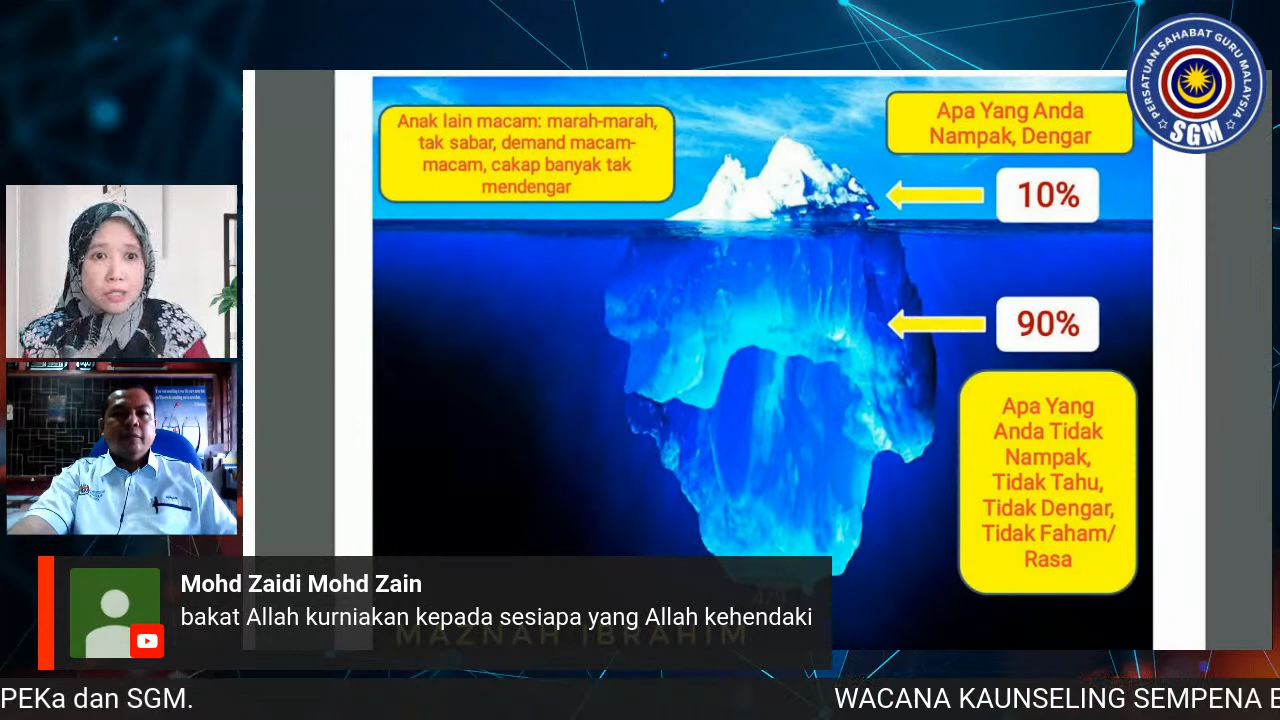 Anak lain macam: marah-marah,
tak sabar, demand macam-
macam, cakap banyak tak
mendengar
Apa Yang Anda
Nampak, Dengar
PERSATUAN SAHABAT GURU MALAYSIA
SGM
10%
90%
Apa Yang
Anda Tidak
Nampak,
Tidak Tahu,
Tidak Dengar,
Tidak Faham/
Rasa
Mohd Zaidi Mohd Zain
bakat Allah kurniakan kepada sesiapa yang Allah kehendaki
MAZNAH IBRAHIM
PEKa dan SGM.
WACANA KAUNSELING SEMPENA